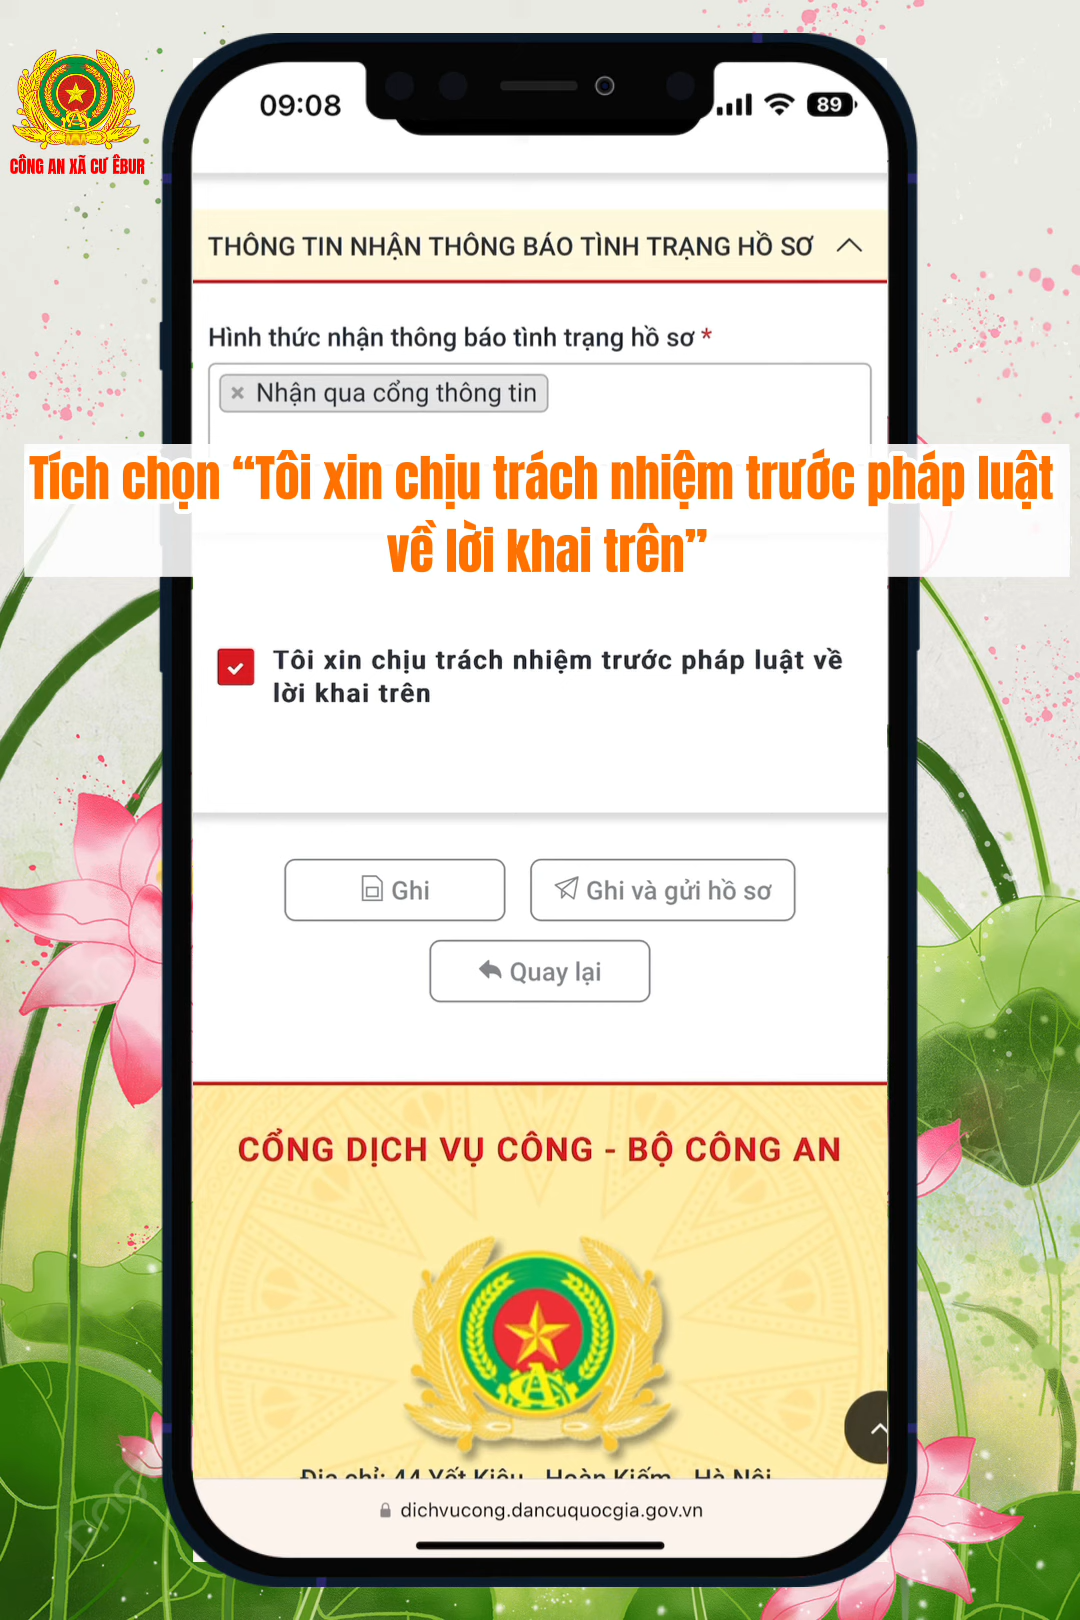 CÔNG AN XÃ CƯ ÊBUR
09:08
89
THÔNG TIN NHẬN THÔNG BÁO TÌNH TRẠNG HỒ SƠ
Hình thức nhận thông báo tình trạng hồ sơ *
× Nhận qua cổng thông tin
Tích chọn “Tôi xin chịu trách nhiệm trước pháp luật
về lời khai trên”
Tôi xin chịu trách nhiệm trước pháp luật về
lời khai trên
Ghi
Ghi và gửi hồ sơ
Quay lại
CỔNG DỊCH VỤ CÔNG - BỘ CÔNG AN
Địa chỉ: 44 Yết Kiêu - Hoàn Kiếm - Hà Nội
dichvucong.dancuquocgia.gov.vn